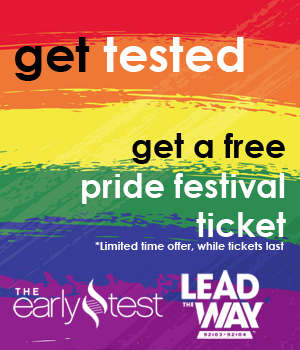 get tested
get a free
pride festival
ticket
*Limited time offer, while tickets last
THE
early test
LEAD
THE
WAY
92103 • 92104